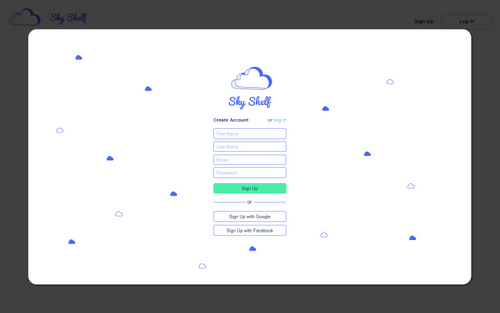 Sky Shelf
Sign Up
Log In
Sky Shelf
Create Account
or log in
First Name
Last Name
Email
Password
Sign Up
or
Sign Up with Google
Sign Up with Facebook